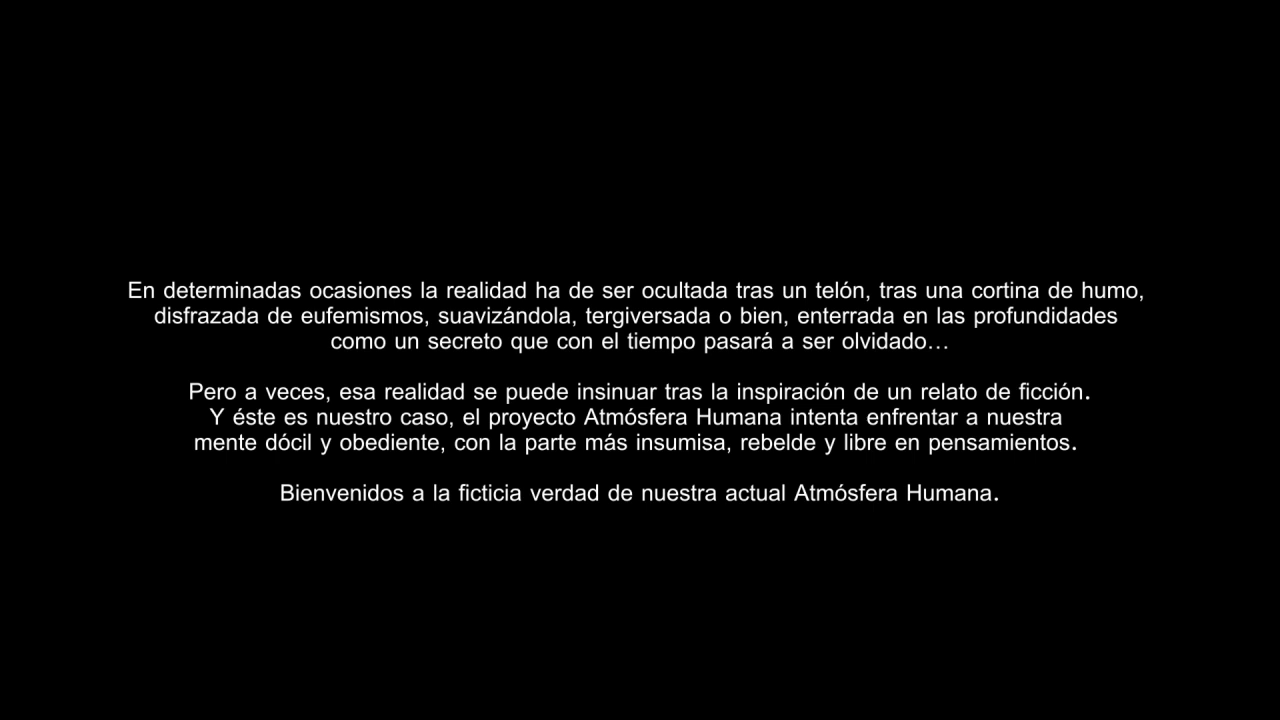 En determinadas ocasiones la realidad ha de ser ocultada tras un telón, tras una cortina de humo,
disfrazada de eufemismos, suavizándola, tergiversada o bien, enterrada en las profundidades
como un secreto que con el tiempo pasará a ser olvidado...
Pero a veces, esa realidad se puede insinuar tras la inspiración de un relato de ficción.
Y éste es nuestro caso, el proyecto Atmósfera Humana intenta enfrentar a nuestra
mente dócil y obediente, con la parte más insumisa, rebelde y libre en pensamientos.
Bienvenidos a la ficticia verdad de nuestra actual Atmósfera Humana.